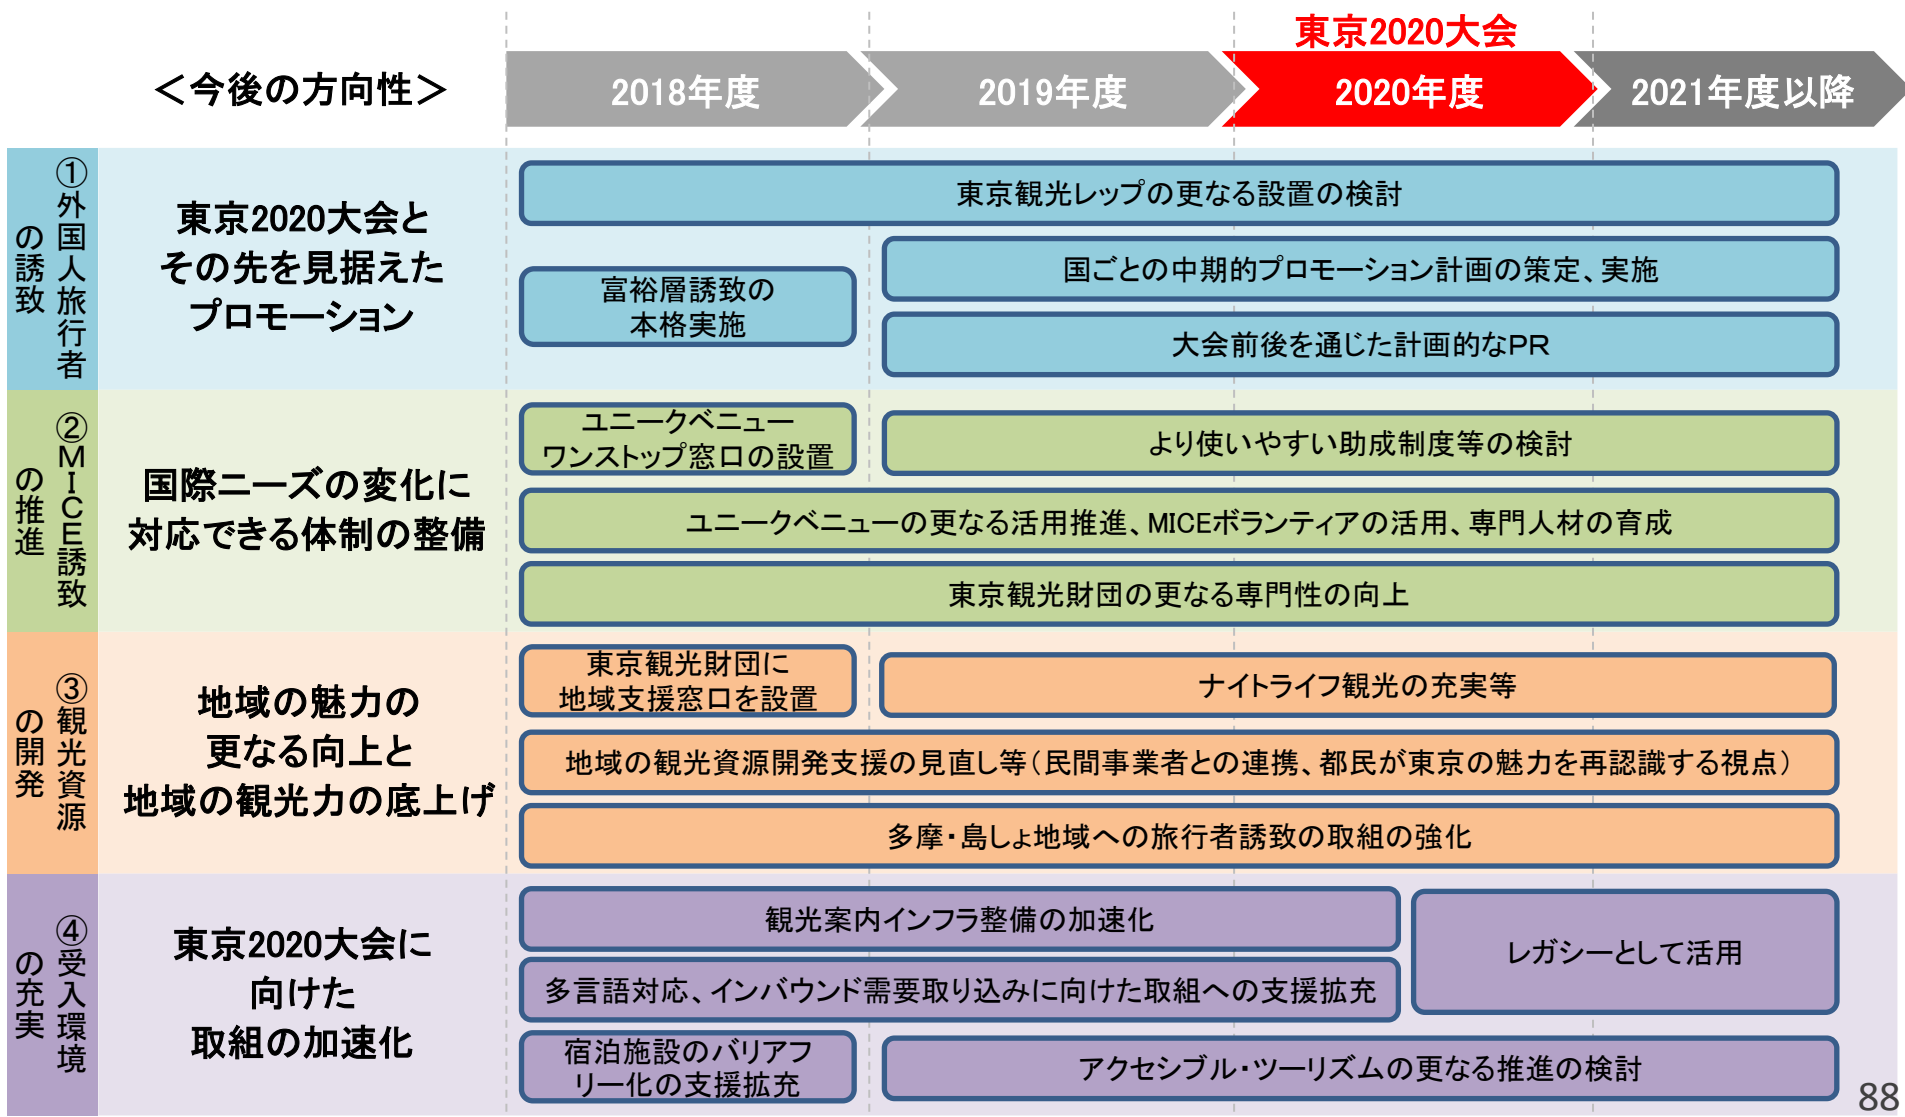 東京2020大会
＜今後の方向性＞
2018年度
2019年度
2020年度
2021年度以降
①外国人旅行者
の誘致
東京2020大会と
その先を見据えた
プロモーション
東京観光レップの更なる設置の検討
富裕層誘致の
本格実施
国ごとの中期的プロモーション計画の策定、実施
大会前後を通じた計画的なPR
②MICE誘致
の推進
国際ニーズの変化に
対応できる体制の整備
ユニークベニュー
ワンストップ窓口の設置
より使いやすい助成制度等の検討
ユニークベニューの更なる活用推進、MICEボランティアの活用、専門人材の育成
東京観光財団の更なる専門性の向上
③観光資源
の開発
地域の魅力の
更なる向上と
地域の観光力の底上げ
東京観光財団に
地域支援窓口を設置
ナイトライフ観光の充実等
地域の観光資源開発支援の見直し等（民間事業者との連携、都民が東京の魅力を再認識する視点）
多摩・島しょ地域への旅行者誘致の取組の強化
④受入環境
の充実
東京2020大会に
向けた
取組の加速化
観光案内インフラ整備の加速化
多言語対応、インバウンド需要取り込みに向けた取組への支援拡充
レガシーとして活用
宿泊施設のバリアフ
リー化の支援拡充
アクセシブル・ツーリズムの更なる推進の検討
88